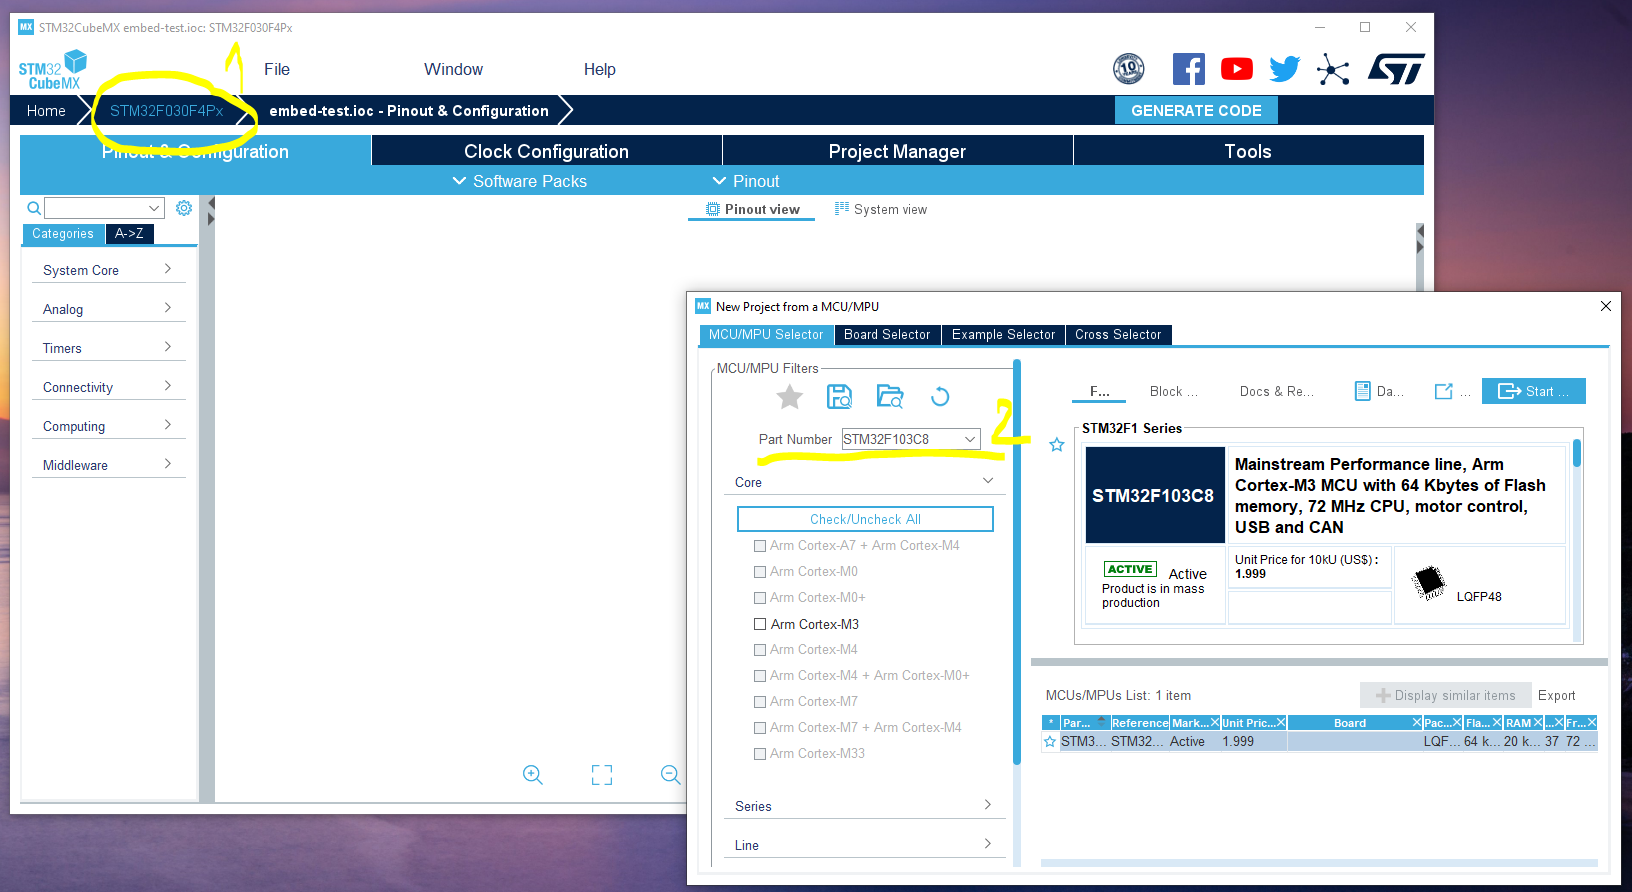 MX STM32CubeMX embed-test.ioc: STM32F030F4Px
1
STM32
CubeMX
File
Window
Help
10
ST
Home
STM32F030F4Px
embed-test.ioc - Pinout & Configuration
GENERATE CODE
Pinout & Configuration
Clock Configuration
Project Manager
Tools
Software Packs
Pinout
Pinout view
System view
Categories
A->Z
System Core
Analog
Timers
Connectivity
Computing
Middleware
MX New Project from a MCU/MPU
MCU/MPU Selector
Board Selector
Example Selector
Cross Selector
MCU/MPU Filters
Part Number STM32F103C8
2
Core
Check/Uncheck All
Arm Cortex-A7 + Arm Cortex-M4
Arm Cortex-M0
Arm Cortex-M0+
Arm Cortex-M3
Arm Cortex-M4
Arm Cortex-M4 + Arm Cortex-M0+
Arm Cortex-M7
Arm Cortex-M7 + Arm Cortex-M4
Arm Cortex-M33
Series
Line
F...
Block ...
Docs & Re...
Da...
...
Start ...
STM32F1 Series
STM32F103C8
Mainstream Performance line, Arm
Cortex-M3 MCU with 64 Kbytes of Flash
memory, 72 MHz CPU, motor control,
USB and CAN
ACTIVE Active
Product is in mass
production
Unit Price for 10kU (US$) :
1.999
LQFP48
MCUs/MPUs List: 1 item
Display similar items
Export
* Par... Reference Mark... Unit Pric... Board Pac... Fla... RAM ... Fr...
STM3... STM32... Active 1.999 LQF... 64 k... 20 k... 37 72 ...